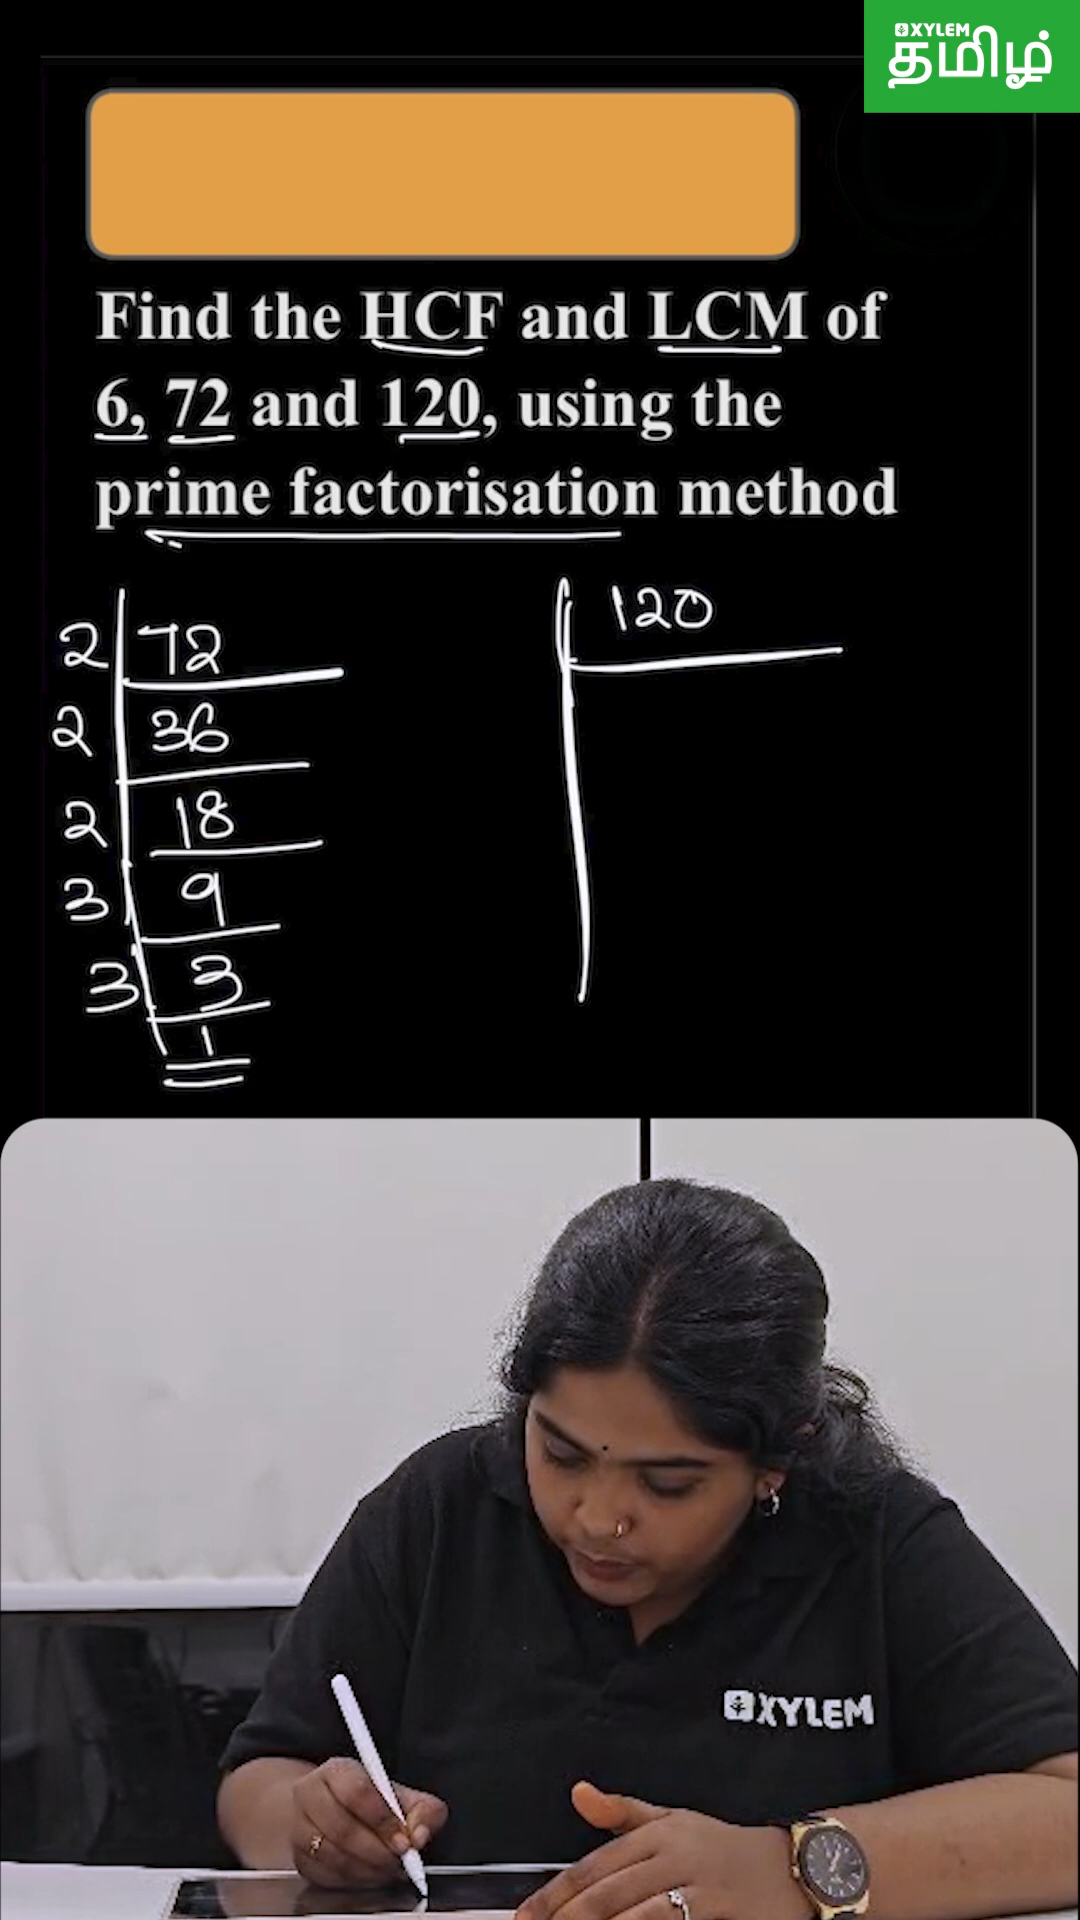 XYLEM
தமிழ்
Find the HCF and LCM of
6, 72 and 120, using the
prime factorisation method
2 72
2 36
2 18
3 9
3 3
1
120
XYLEM